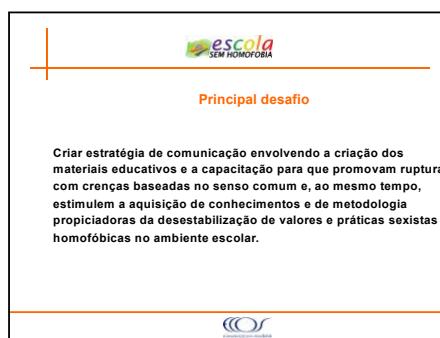 escola
SEM HOMOFOBIA
Principal desafio
Criar estratégia de comunicação envolvendo a criação dos
materiais educativos e a capacitação para que promovam ruptura
com crenças baseadas no senso comum e, ao mesmo tempo,
estimulem a aquisição de conhecimentos e de metodologia
propiciadoras da desestabilização de valores e práticas sexistas
homofóbicas no ambiente escolar.